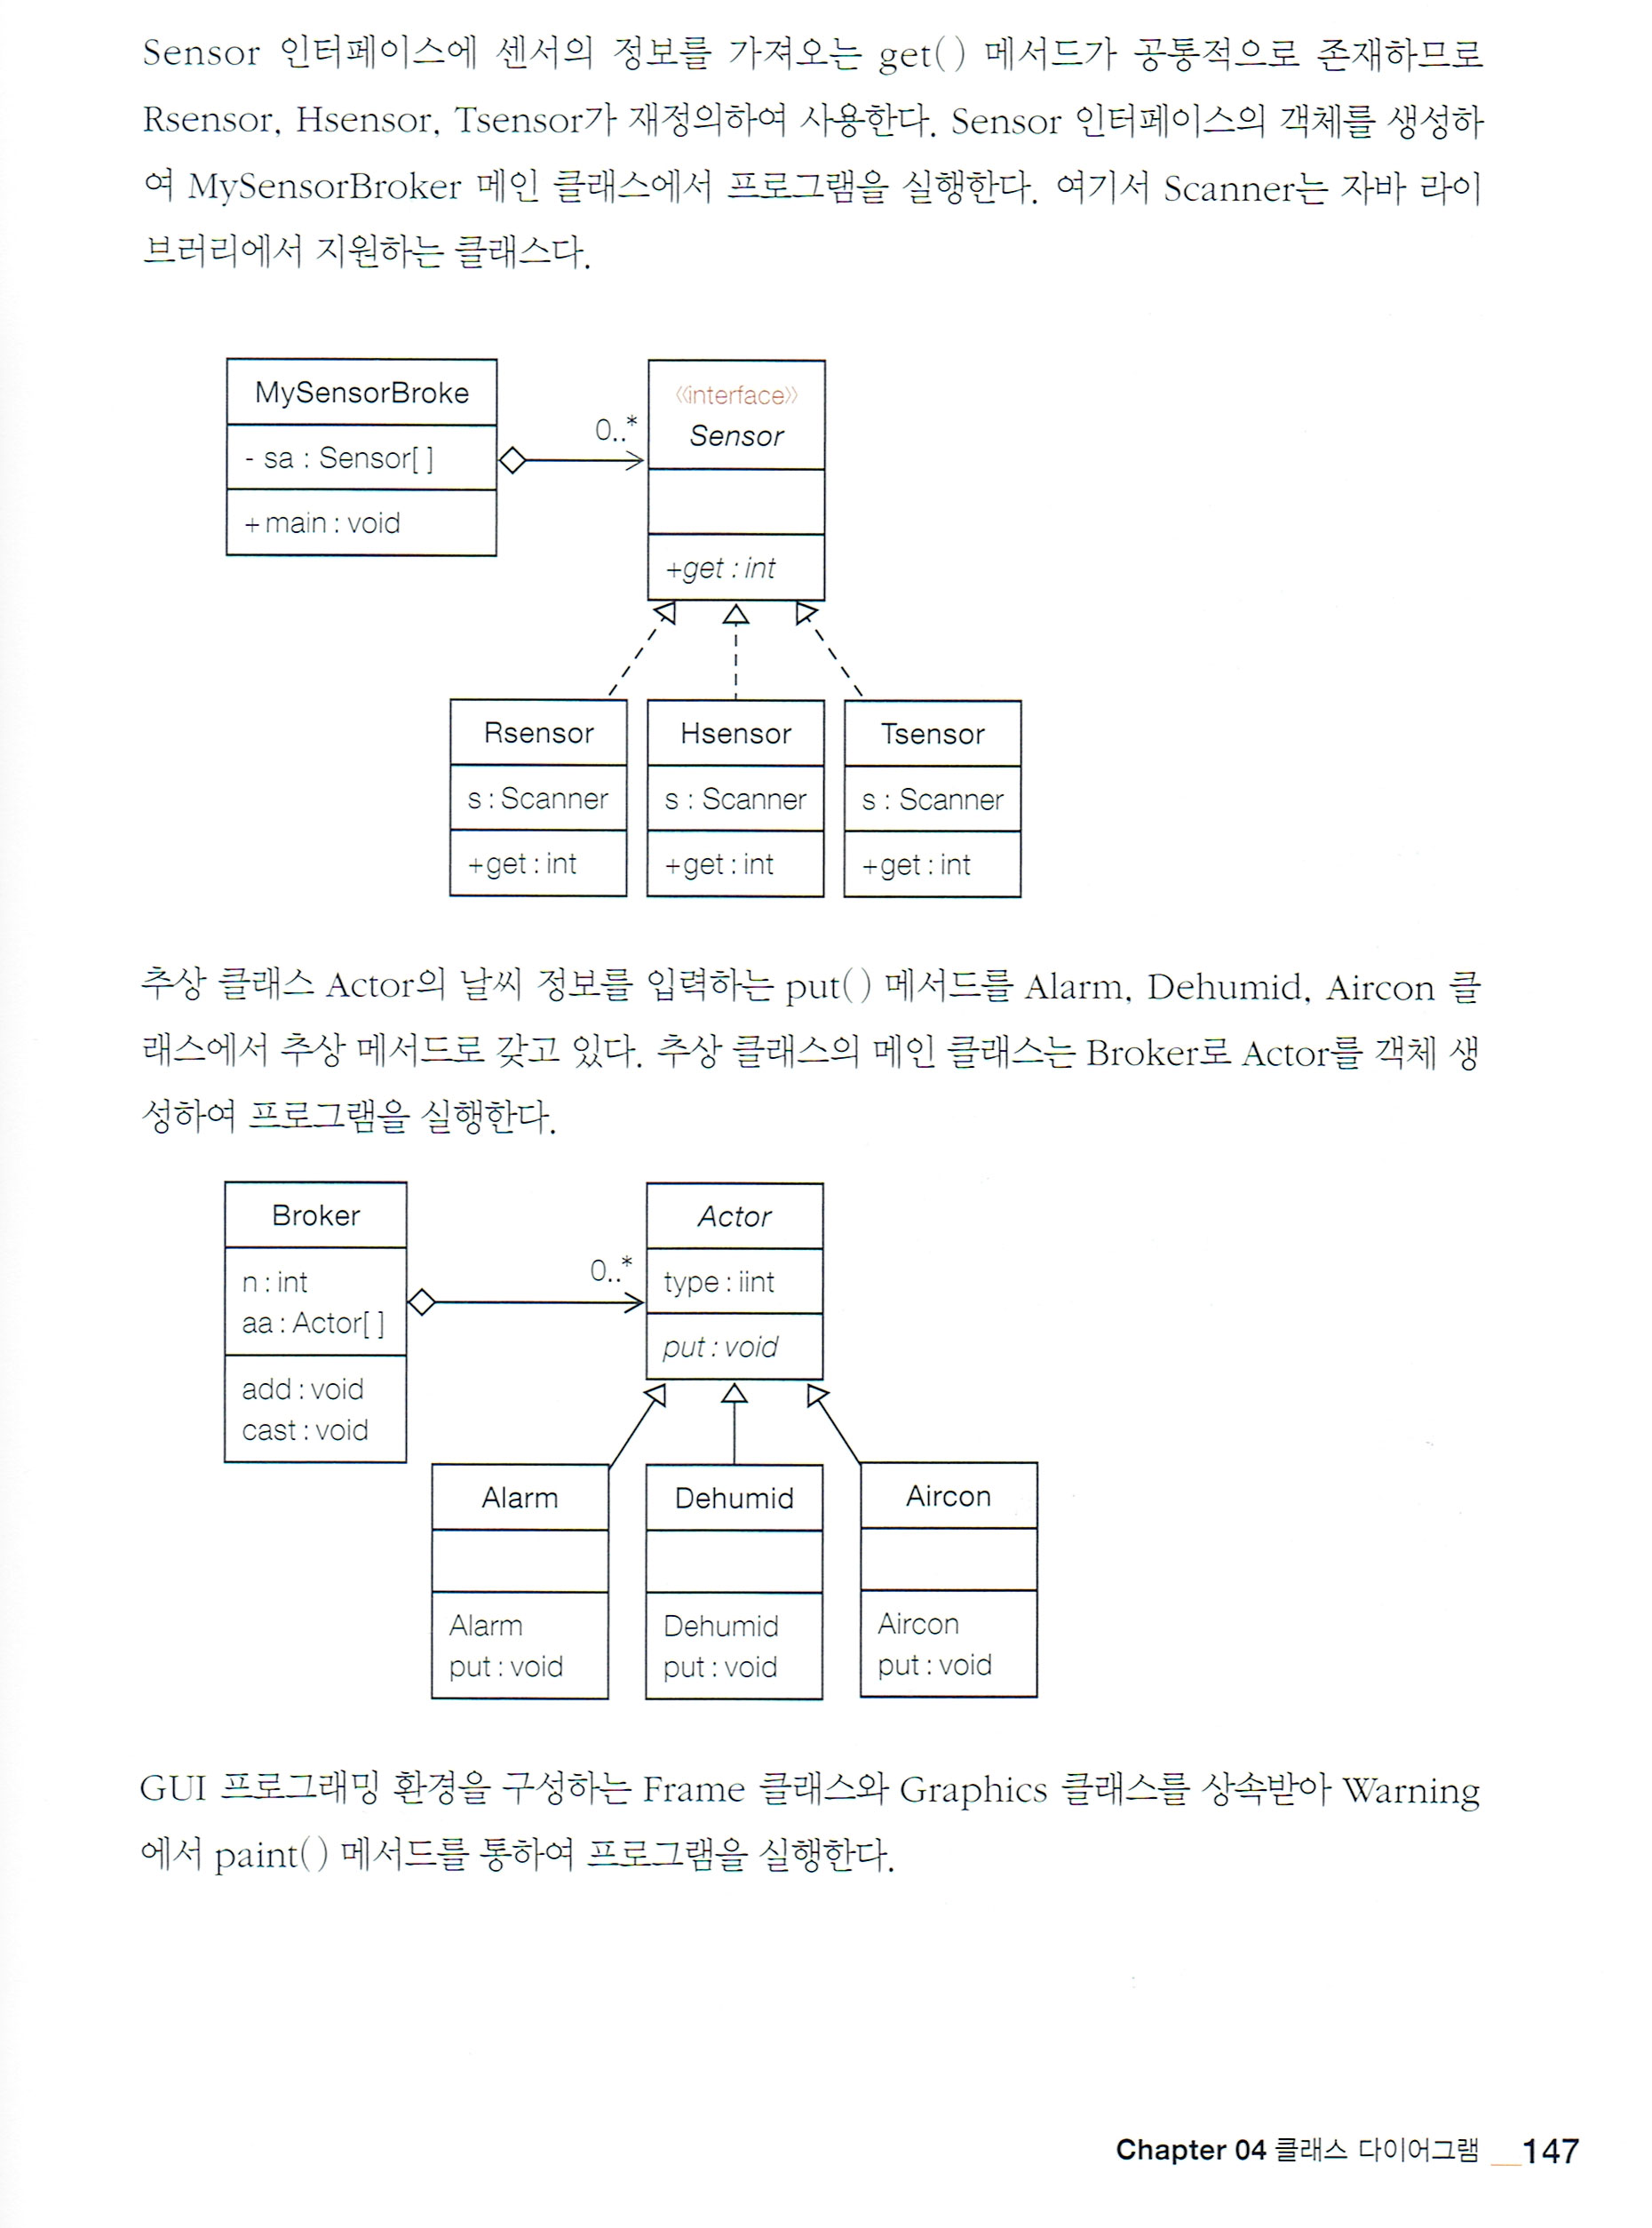 Sensor 인터페이스에 센서의 정보를 가져오는 get() 메서드가 공통적으로 존재하므로
Rsensor, Hsensor, Tsensor가 재정의하여 사용한다. Sensor 인터페이스의 객체를 생성하
여 MySensorBroker 메인 클래스에서 프로그램을 실행한다. 여기서 Scanner는 자바 라이
브러리에서 지원하는 클래스다.
MySensorBroke
- sa : Sensor[ ]
+ main : void
0..*
《interface》
Sensor
+get : int
Rsensor
s : Scanner
+get : int
Hsensor
s : Scanner
+get : int
Tsensor
s : Scanner
+get : int
추상 클래스 Actor의 날씨 정보를 입력하는 put() 메서드를 Alarm, Dehumid, Aircon 클
래스에서 추상 메서드로 갖고 있다. 추상 클래스의 메인 클래스는 Broker로 Actor를 객체 생
성하여 프로그램을 실행한다.
Broker
n : int
aa : Actor[ ]
add : void
cast : void
0..*
Actor
type : iint
put : void
Alarm
Alarm
put : void
Dehumid
Dehumid
put : void
Aircon
Aircon
put : void
GUI 프로그래밍 환경을 구성하는 Frame 클래스와 Graphics 클래스를 상속받아 Warning
에서 paint() 메서드를 통하여 프로그램을 실행한다.
Chapter 04 클래스 다이어그램 __147